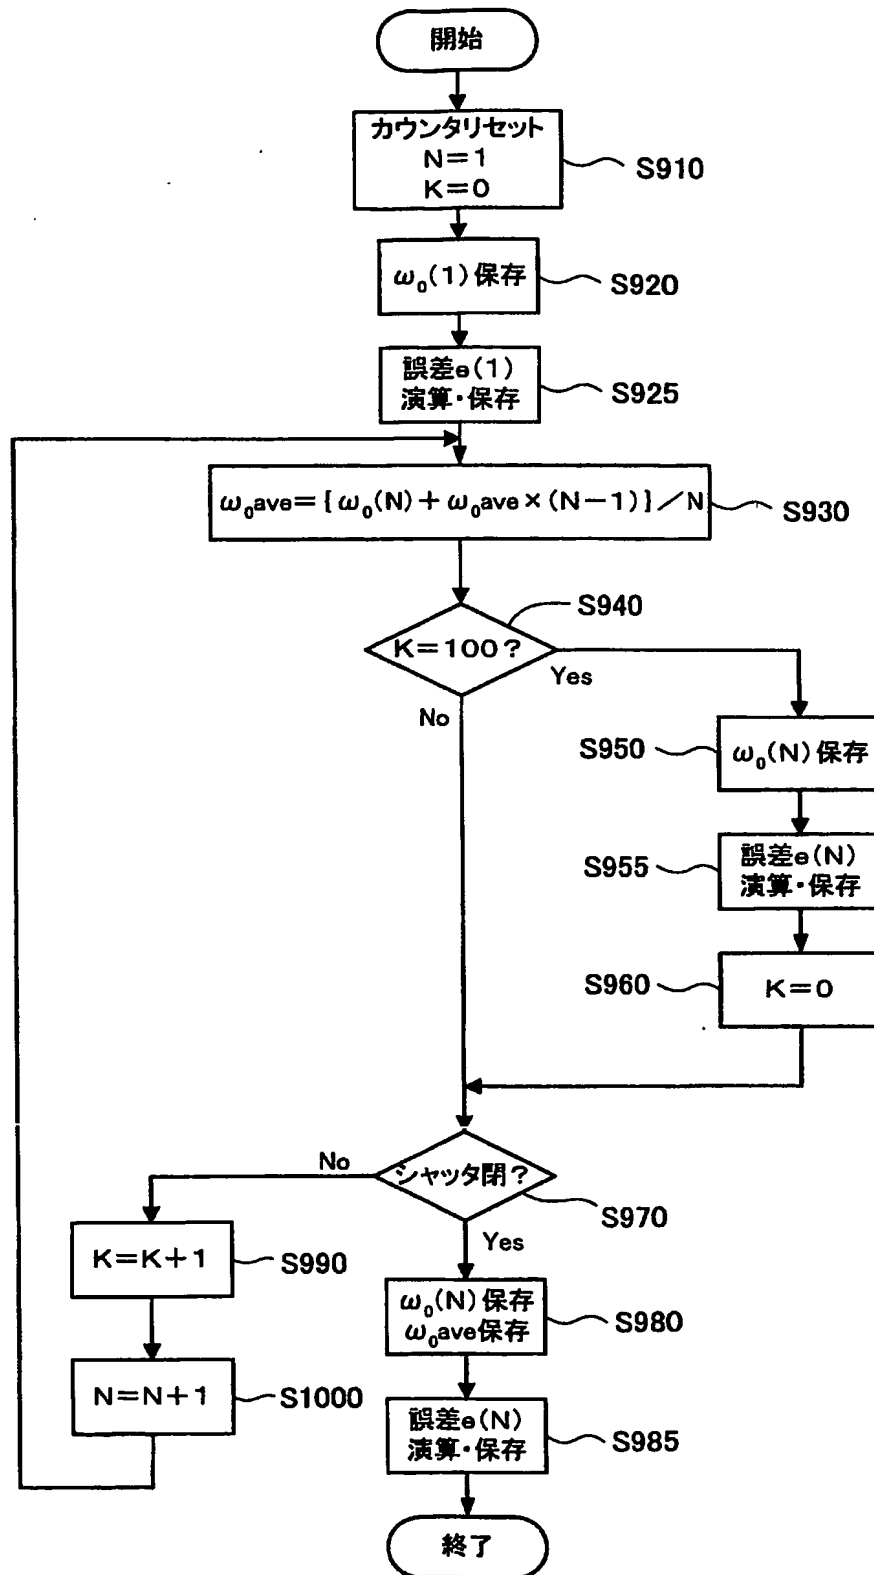 開始
カウンタリセット
N=1
K=0
S910
ω₀(1)保存
S920
誤差e(1)
演算・保存
S925
ω₀ave=[ω₀(N)+ω₀ave×(N-1)]/N
S930
S940
K=100?
Yes
No
S950
ω₀(N)保存
S955
誤差e(N)
演算・保存
S960
K=0
シャッタ閉?
No
S970
Yes
K=K+1
S990
ω₀(N)保存
ω₀ave保存
S980
N=N+1
S1000
誤差e(N)
演算・保存
S985
終了